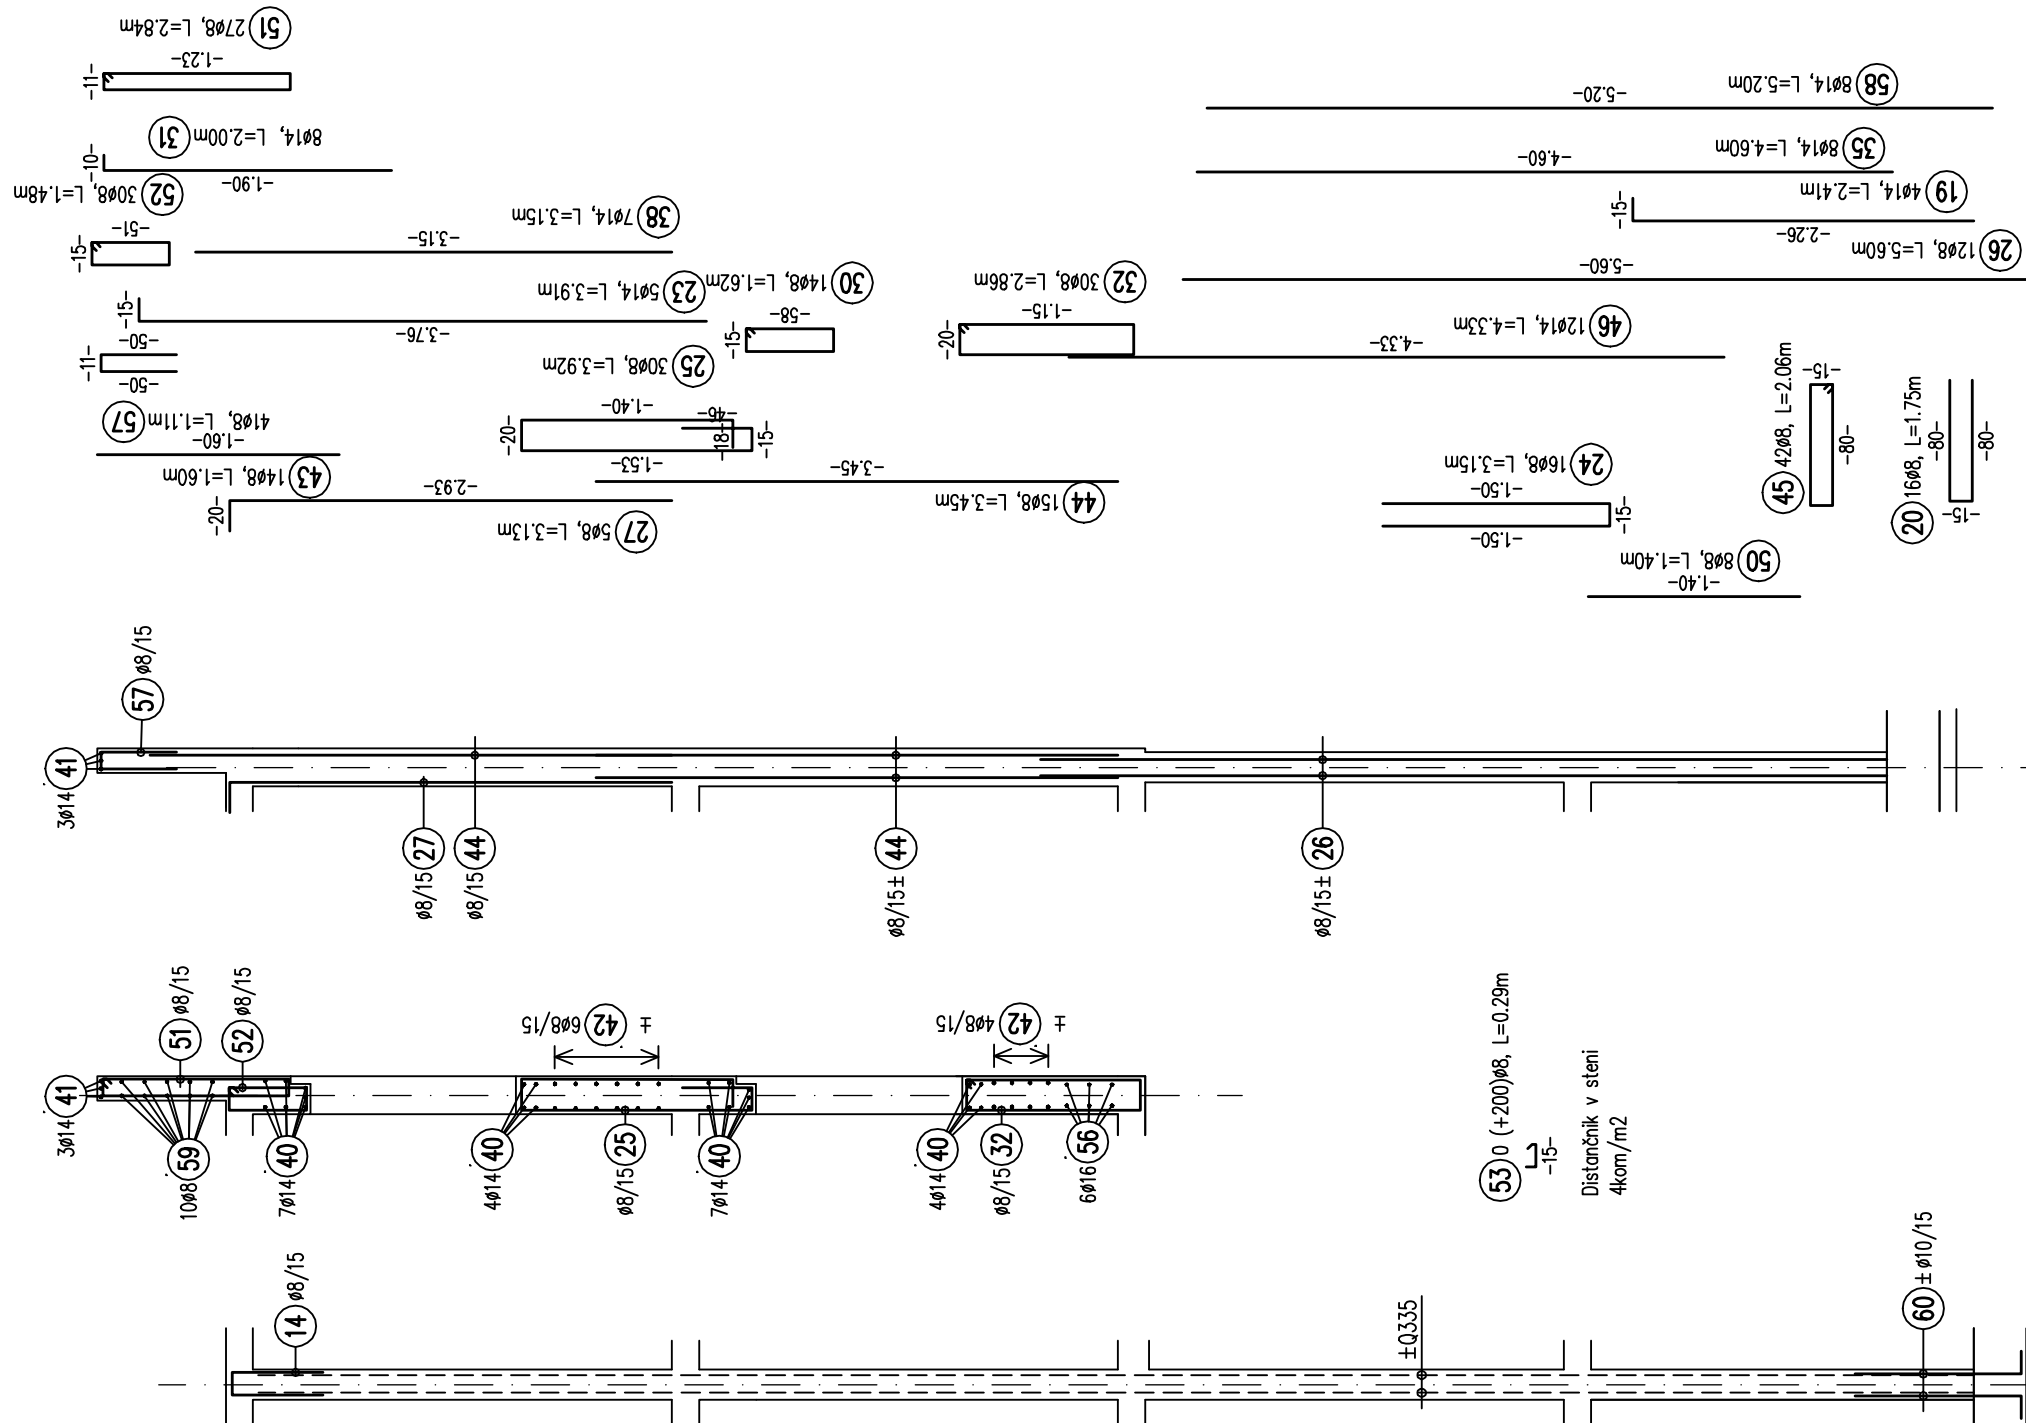 51 27ø8, L=2.84m
-1.23-
-11-
31 8ø14, L=2.00m
-10-
-1.90-
52 30ø8, L=1.48m
-51-
-15-
38 7ø14, L=3.15m
-3.15-
23 5ø14, L=3.91m
-15-
-3.76-
30 14ø8, L=1.62m
-58-
-15-
32 30ø8, L=2.86m
-1.15-
-20-
58 8ø14, L=5.20m
-5.20-
35 8ø14, L=4.60m
-4.60-
19 4ø14, L=2.41m
-15-
-2.26-
26 12ø8, L=5.60m
-5.60-
46 12ø14, L=4.33m
-4.33-
-50-
-11-
-50-
57 41ø8, L=1.11m
25 30ø8, L=3.92m
-1.40-
-46-
-20-
-18-
-15-
-1.53-
-1.60-
43 14ø8, L=1.60m
-2.93-
-20-
27 5ø8, L=3.13m
-3.45-
44 15ø8, L=3.45m
24 16ø8, L=3.15m
-1.50-
-15-
-1.50-
45 42ø8, L=2.06m
-15-
-80-
20 16ø8, L=1.75m
-80-
-80-
-15-
50 8ø8, L=1.40m
-1.40-
57 ø8/15
3ø14 41
ø8/15 27
ø8/15 44
ø8/15± 44
ø8/15± 26
51 ø8/15
52 ø8/15
3ø14 41
± 42 6ø8/15
± 42 4ø8/15
10ø8 59
7ø14 40
4ø14 40
ø8/15 25
7ø14 40
4ø14 40
ø8/15 32
6ø16 56
53 0 (+200)ø8, L=0.29m
-15-
Distančnik v steni
4kom/m2
14 ø8/15
±Q335
60 ± ø10/15